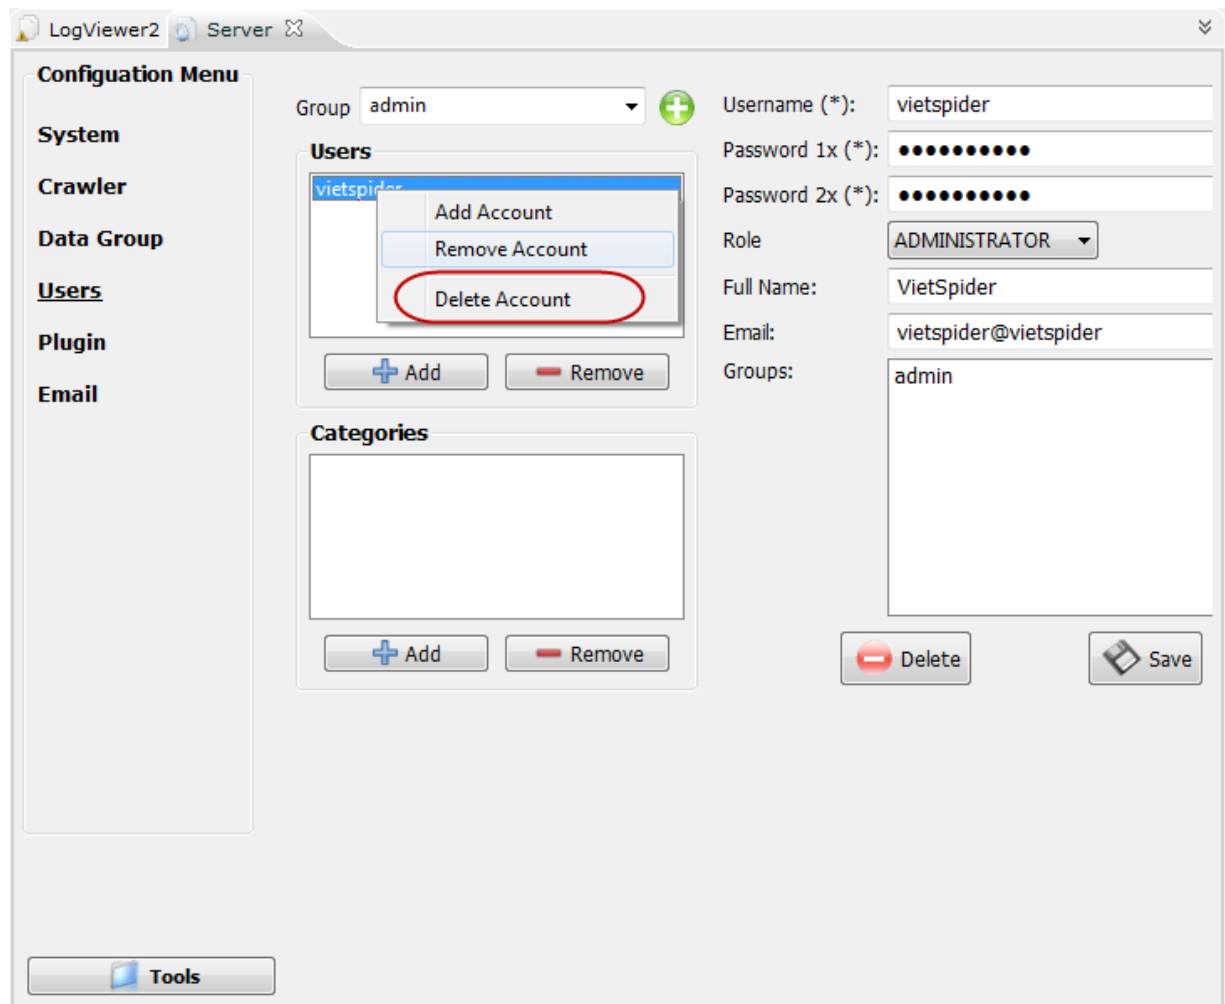 LogViewer2 Server
Configuation Menu
System
Crawler
Data Group
Users
Plugin
Email
Tools
Group admin
Users
vietspider
Add Account
Remove Account
Delete Account
Add Remove
Categories
Add Remove
Username (*): vietspider
Password 1x (*): ●●●●●●●●●●
Password 2x (*): ●●●●●●●●●●
Role ADMINISTRATOR
Full Name: VietSpider
Email: vietspider@vietspider
Groups: admin
Delete Save